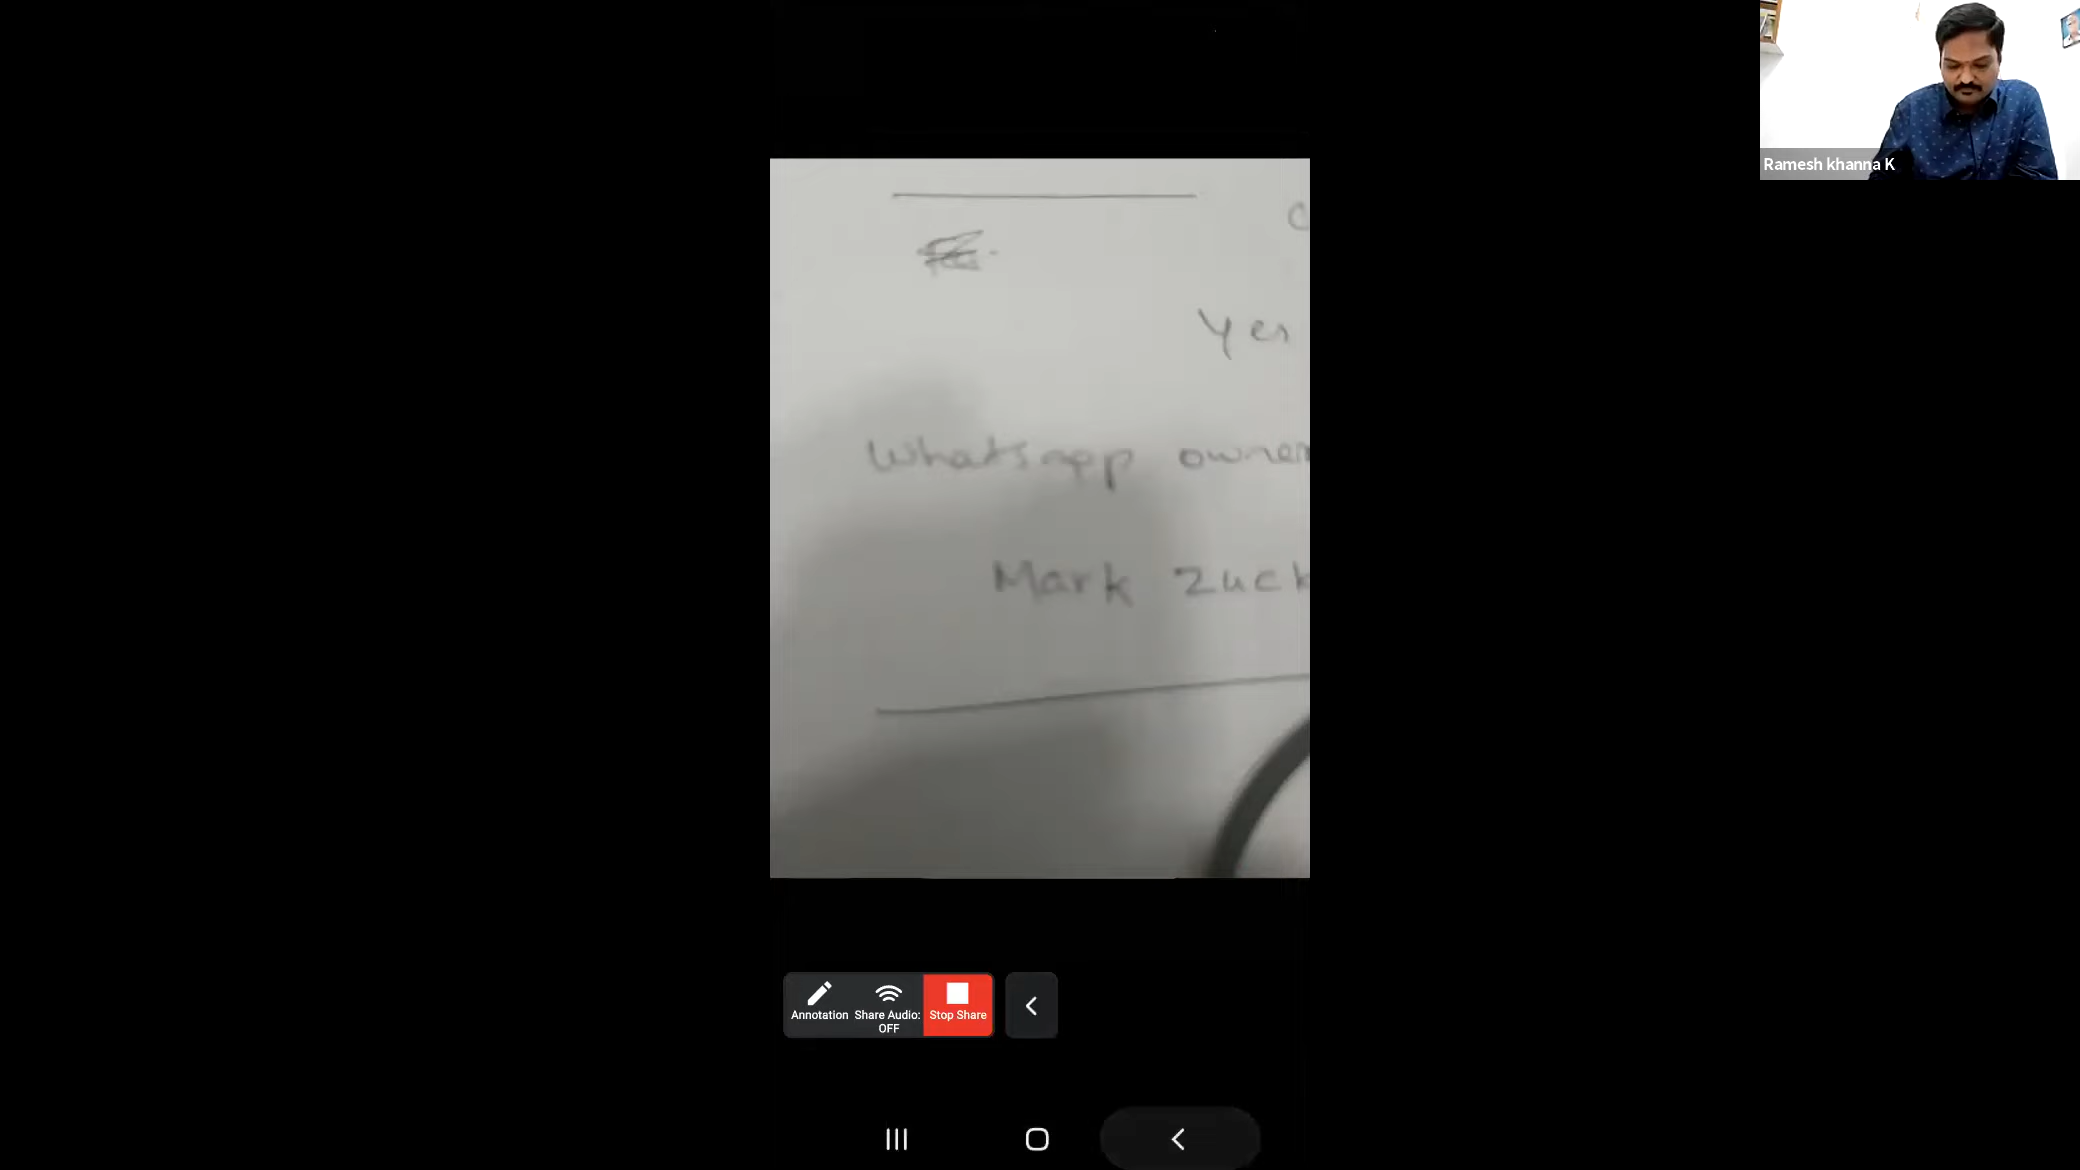 Ramesh khanna K
Yes
Whatsapp owner
Mark Zuck
Annotation
Share Audio:
OFF
Stop Share